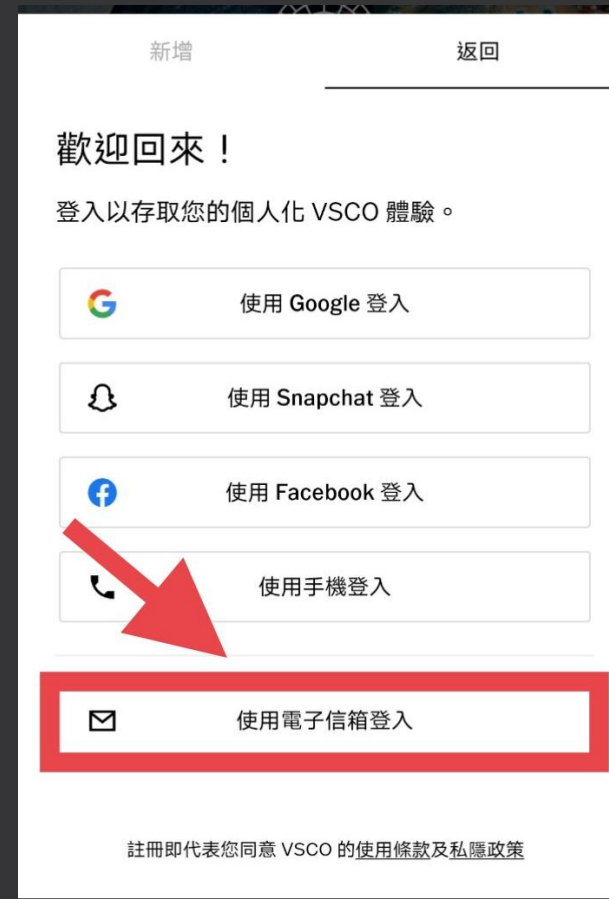 新增
返回
歡迎回來！
登入以存取您的個人化 VSCO 體驗。
使用 Google 登入
使用 Snapchat 登入
使用 Facebook 登入
使用手機登入
使用電子信箱登入
註冊即代表您同意 VSCO 的使用條款及私隱政策